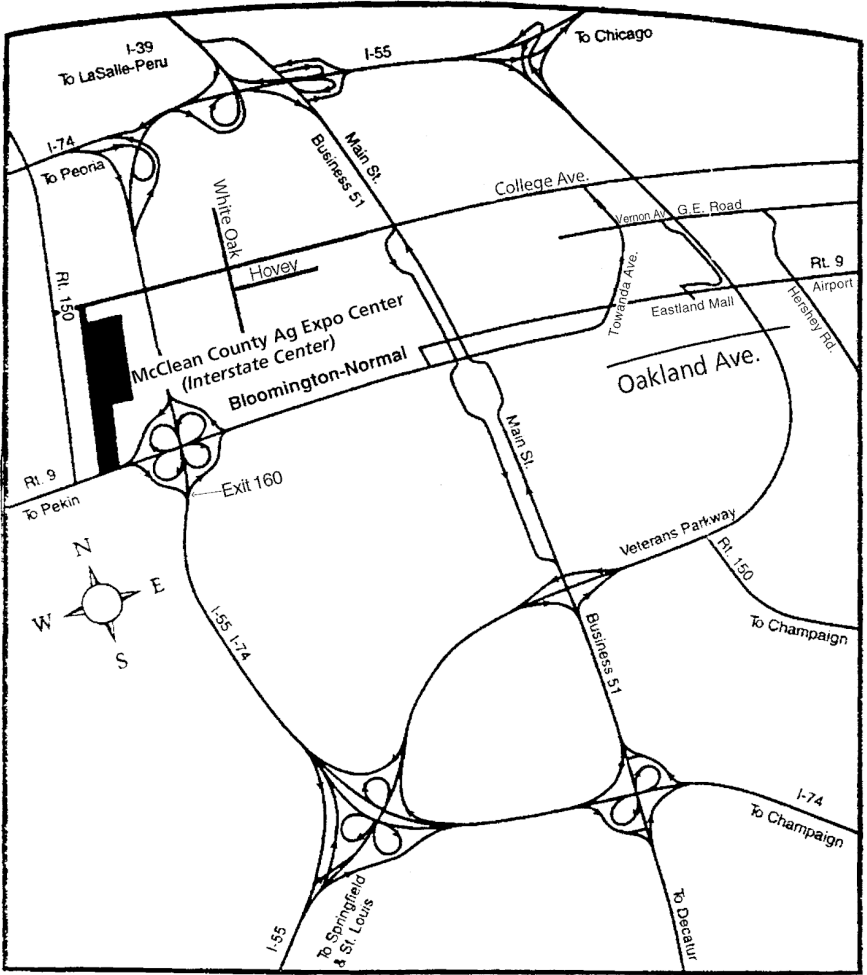 I-39
To LaSalle-Peru
I-55
To Chicago
I-74
To Peoria
Main St.
Business 51
College Ave.
White Oak
Hovey
Vernon Av
G.E. Road
Rt. 9
Airport
Rt. 150
Towanda Ave.
Eastland Mall
Hershey Rd.
McClean County Ag Expo Center
(Interstate Center)
Bloomington-Normal
Oakland Ave.
Main St.
Rt. 9
To Pekin
Exit 160
N
W
E
S
Veterans Parkway
Rt. 150
To Champaign
I-55 I-74
Business 51
I-74
To Champaign
I-55
To Springfield
& St. Louis
To Decatur